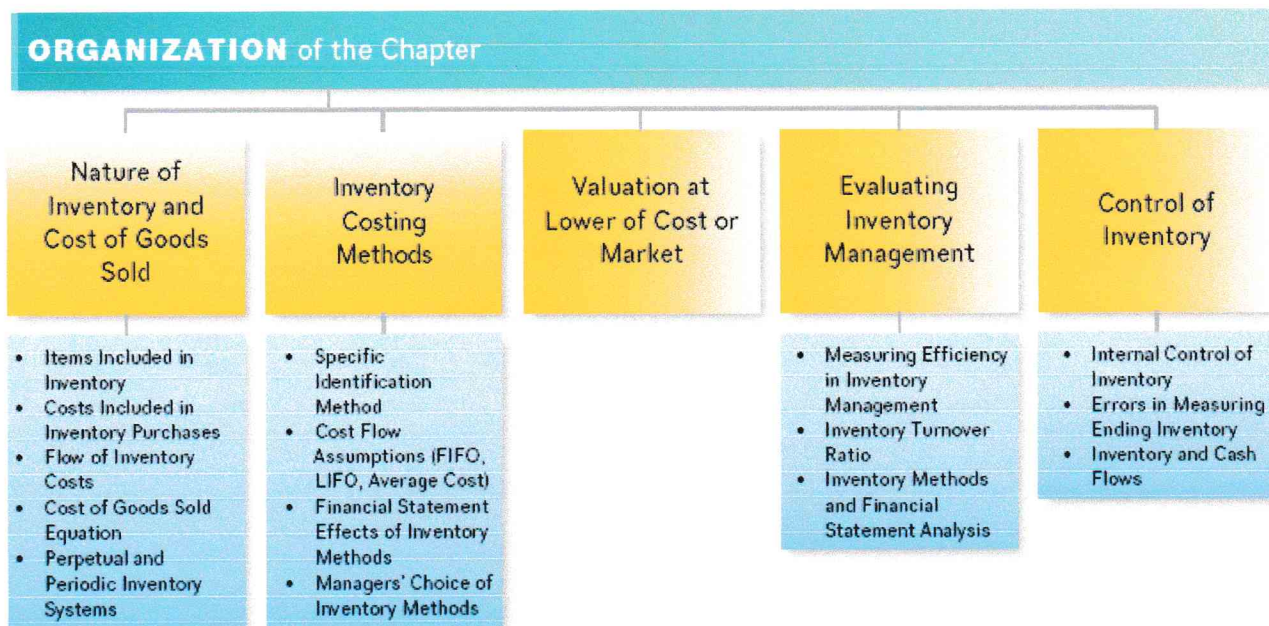 ORGANIZATION of the Chapter
Nature of
Inventory and
Cost of Goods
Sold
• Items Included in
Inventory
• Costs Included in
Inventory Purchases
• Flow of Inventory
Costs
• Cost of Goods Sold
Equation
• Perpetual and
Periodic Inventory
Systems
Inventory
Costing
Methods
• Specific
Identification
Method
• Cost Flow
Assumptions (FIFO,
LIFO, Average Cost)
• Financial Statement
Effects of Inventory
Methods
• Managers' Choice of
Inventory Methods
Valuation at
Lower of Cost or
Market
Evaluating
Inventory
Management
• Measuring Efficiency
in Inventory
Management
• Inventory Turnover
Ratio
• Inventory Methods
and Financial
Statement Analysis
Control of
Inventory
• Internal Control of
Inventory
• Errors in Measuring
Ending Inventory
• Inventory and Cash
Flows